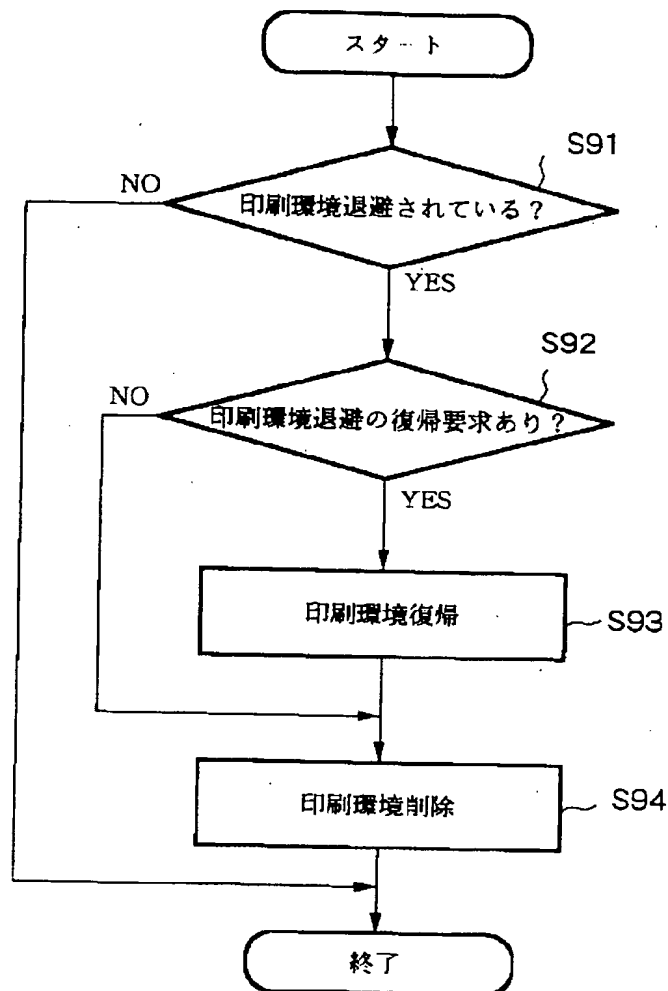 スタート
S91
NO
印刷環境退避されている？
YES
S92
NO
印刷環境退避の復帰要求あり？
YES
印刷環境復帰
S93
印刷環境削除
S94
終了